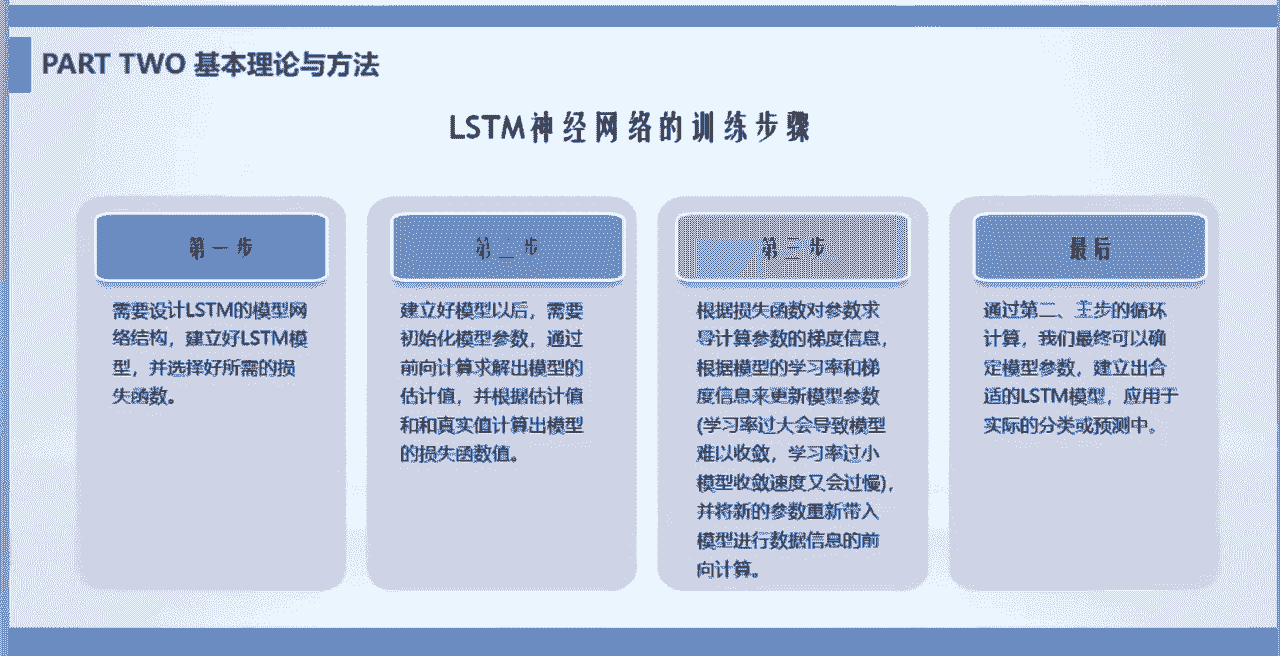 PART TWO 基本理论与方法
LSTM神经网络的训练步骤
第一步
需要设计LSTM的模型网
络结构，建立好LSTM模
型，并选择好所需的损
失函数。
第二步
建立好模型以后，需要
初始化模型参数，通过
前向计算求解出模型的
估计值，并根据估计值
和和真实值计算出模型
的损失函数值。
第三步
根据损失函数对参数求
导计算参数的梯度信息，
根据模型的学习率和梯
度信息来更新模型参数
(学习率过大会导致模型
难以收敛，学习率过小
模型收敛速度又会过慢)，
并将新的参数重新带入
模型进行数据信息的前
向计算。
最后
通过第二、三步的循环
计算，我们最终可以确
定模型参数，建立出合
适的LSTM模型，应用于
实际的分类或预测中。